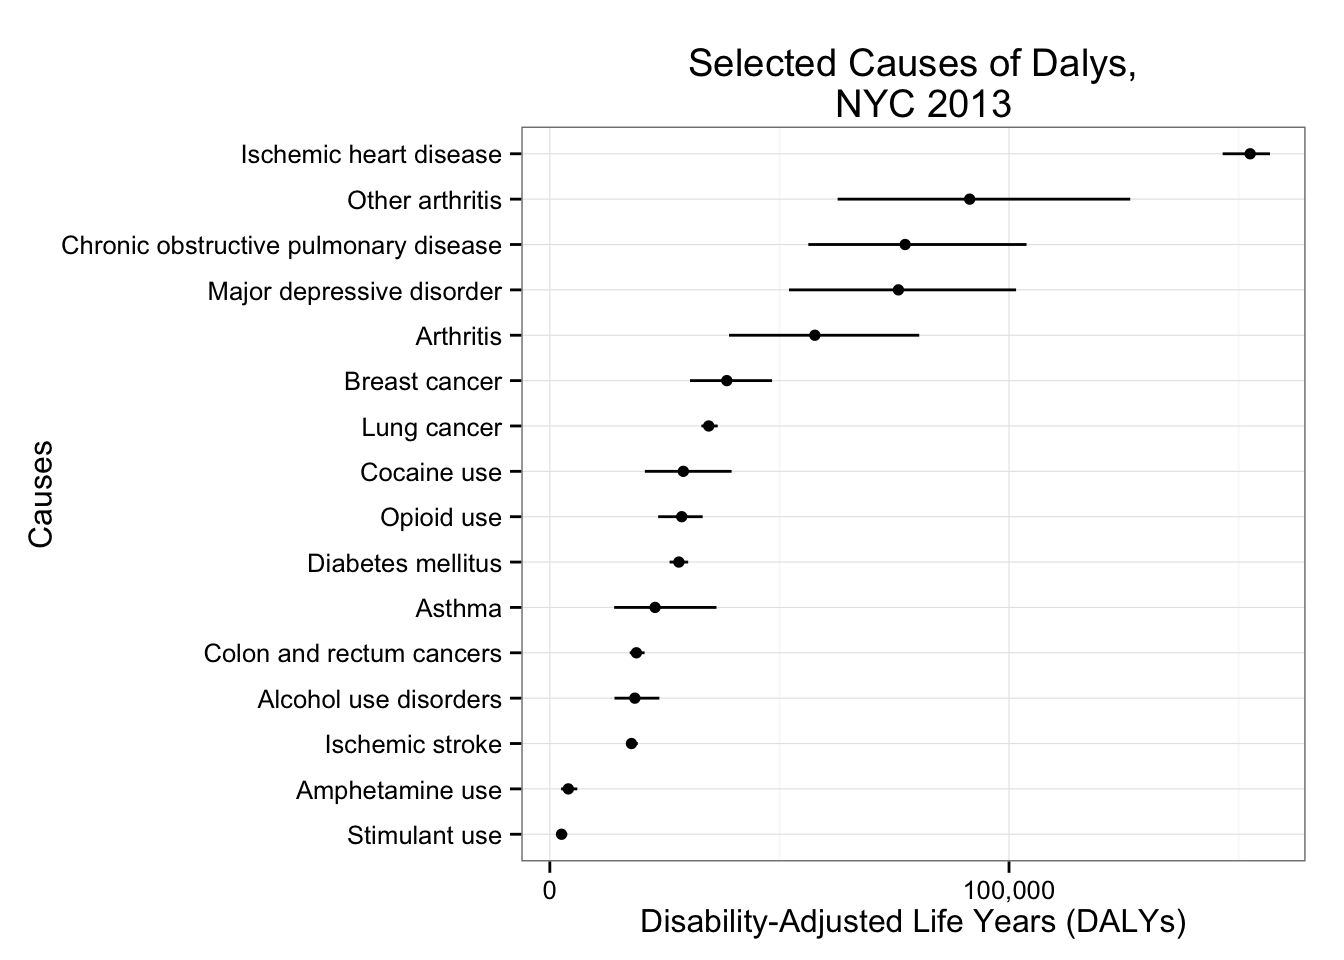 Selected Causes of Dalys,
NYC 2013
Causes
Ischemic heart disease
Other arthritis
Chronic obstructive pulmonary disease
Major depressive disorder
Arthritis
Breast cancer
Lung cancer
Cocaine use
Opioid use
Diabetes mellitus
Asthma
Colon and rectum cancers
Alcohol use disorders
Ischemic stroke
Amphetamine use
Stimulant use
0 100,000
Disability-Adjusted Life Years (DALYs)